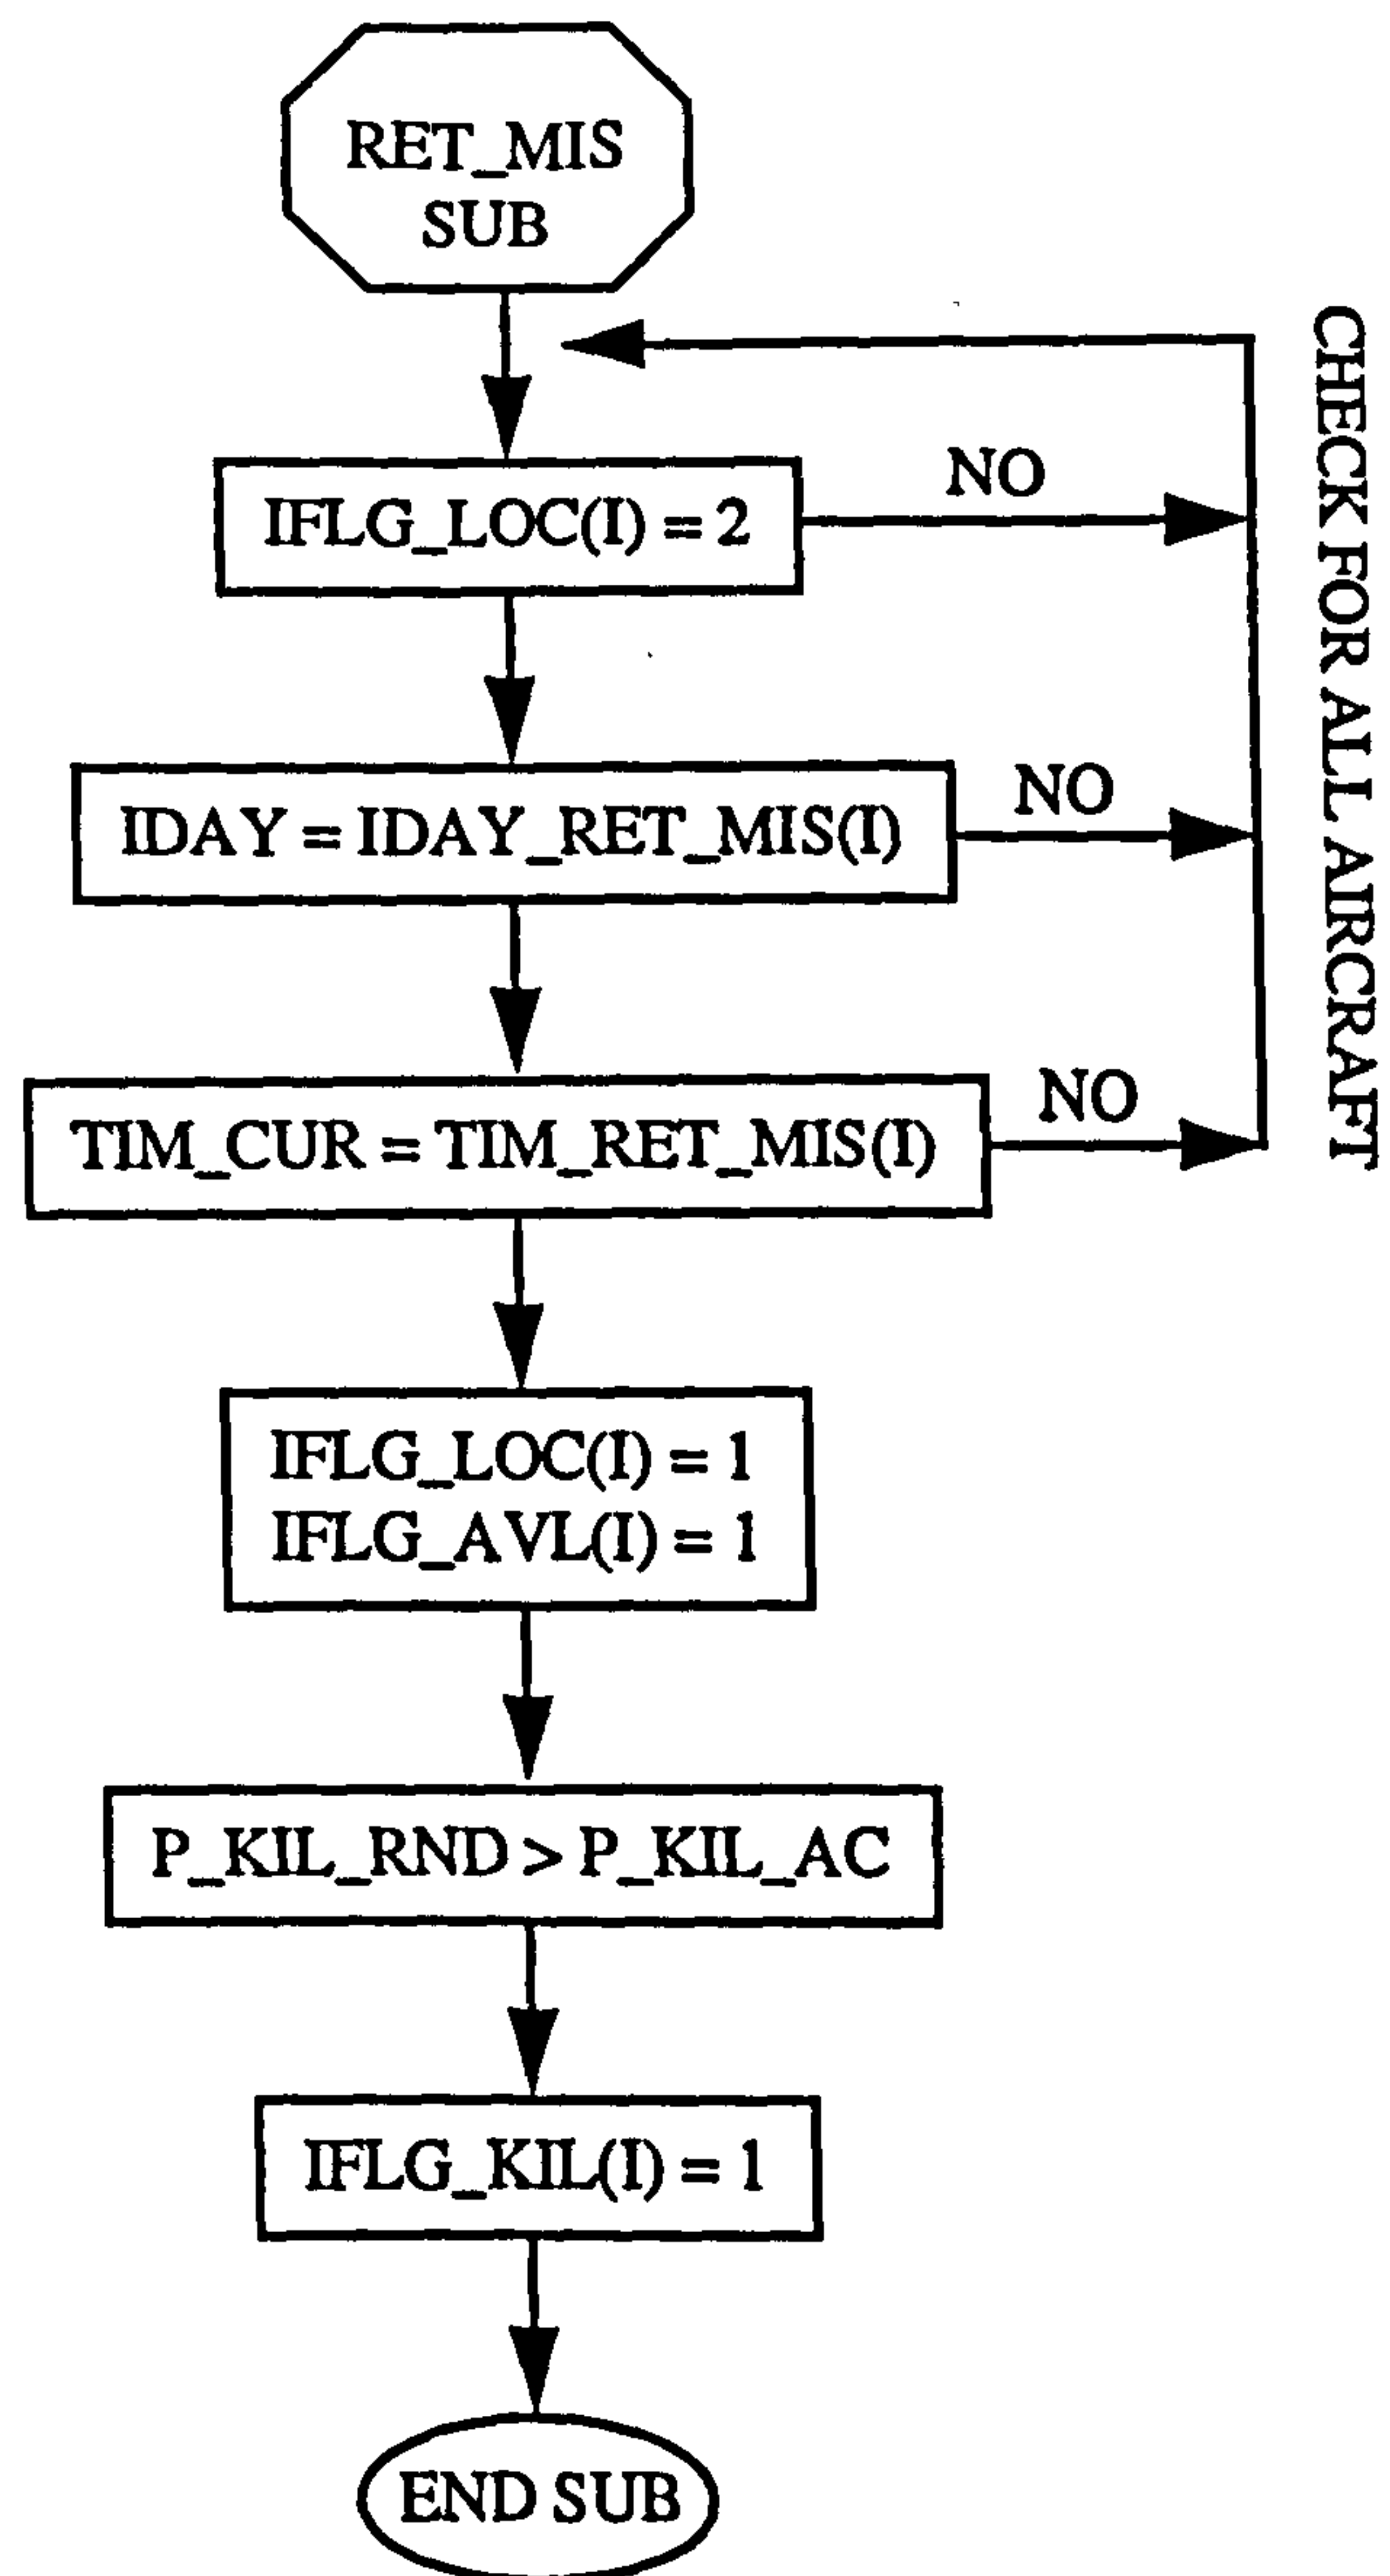 RET_MIS
SUB
IFLG_LOC(I) = 2
NO
IDAY = IDAY_RET_MIS(I)
NO
TIM_CUR = TIM_RET_MIS(I)
NO
CHECK FOR ALL AIRCRAFT
IFLG_LOC(I) = 1
IFLG_AVL(I) = 1
P_KIL_RND > P_KIL_AC
IFLG_KIL(I) = 1
END SUB